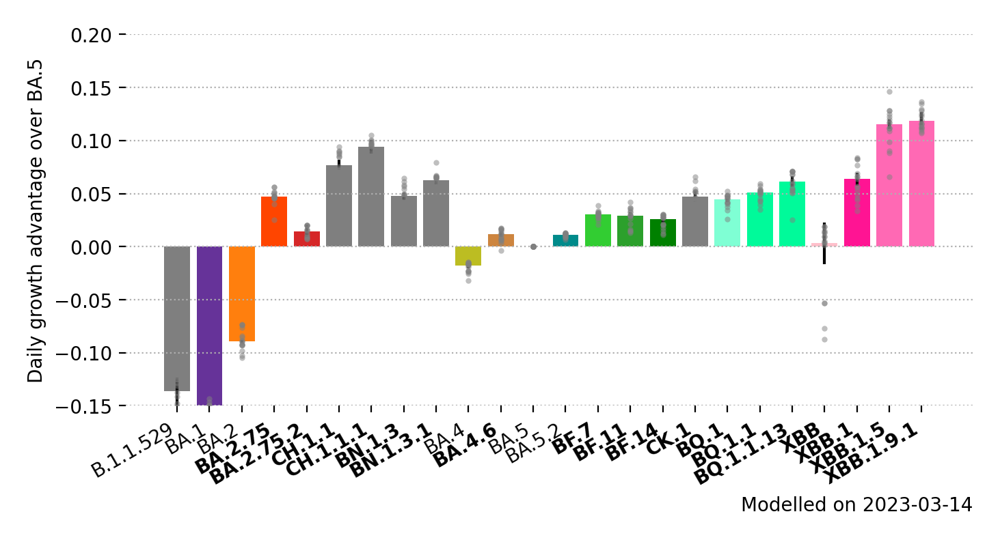 Daily growth advantage over BA.5
0.20
0.15
0.10
0.05
0.00
−0.05
−0.10
−0.15
B.1.1.529
BA.1
BA.2
BA.2.75
BA.2.75.2
CH.1.1
CH.1.1.1
BN.1.3
BN.1.3.1
BA.4
BA.4.6
BA.5
BA.5.2
BF.7
BF.11
BF.14
CK.1
BQ.1
BQ.1.1
BQ.1.1.13
XBB
XBB.1
XBB.1.5
XBB.1.9.1
Modelled on 2023-03-14